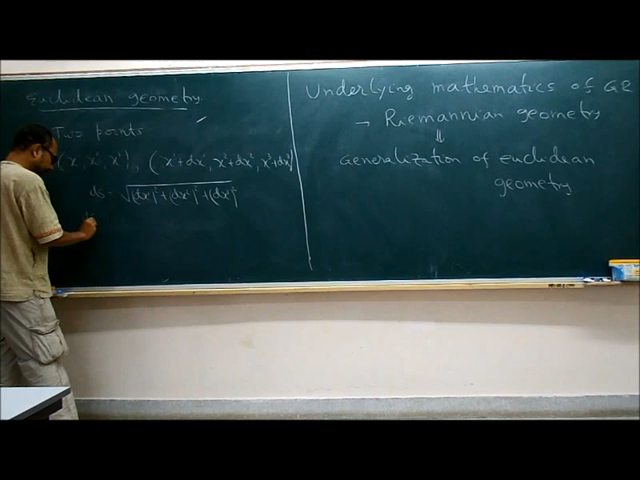 Euclidean geometry
Two points
(x¹, x², x³), (x¹+dx¹, x²+dx², x³+dx³)
ds = √(dx¹)²+(dx²)²+(dx³)²
Underlying mathematics of GR
→ Riemannian geometry
⇓
Generalization of Euclidean
geometry